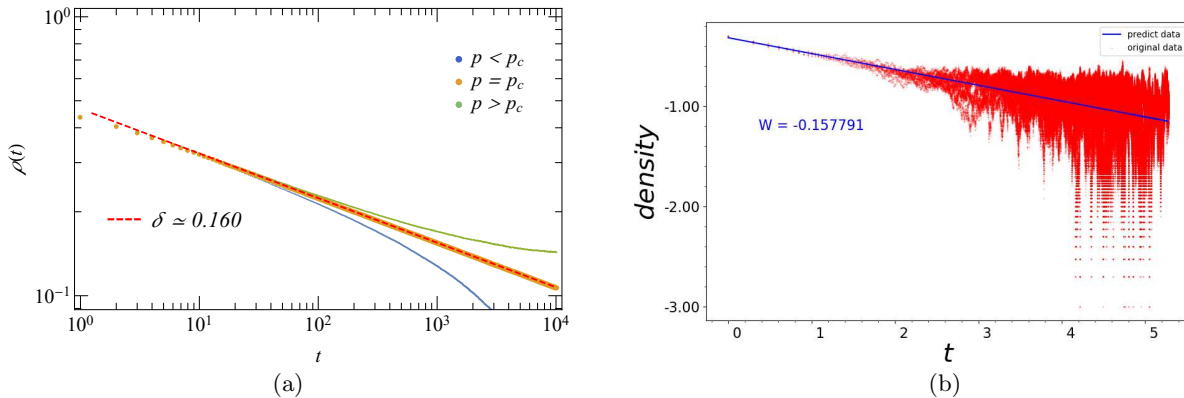 10^0
p < p_c
p = p_c
p > p_c
ρ(t)
δ ≃ 0.160
10^-1
10^0 10^1 10^2 10^3 10^4
t
(a)
predict data
original data
-1.00
W = -0.157791
density
-2.00
-3.00
0 1 2 3 4 5
t
(b)